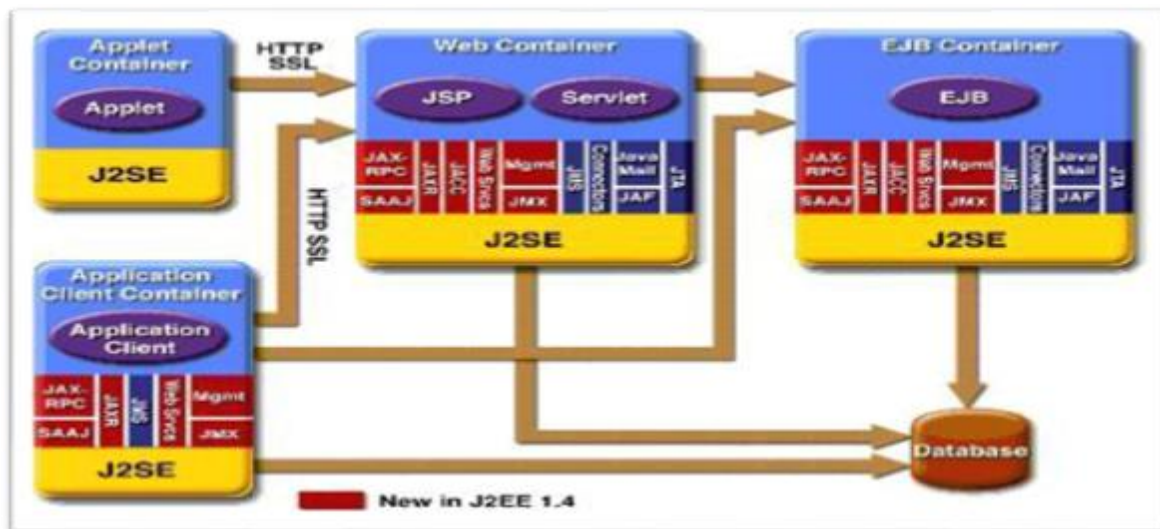 Applet
Container
Applet
J2SE
HTTP
SSL
Web Container
JSP
Servlet
JAX-
RPC
SAAJ
JAXR
JACC
Web Srvcs
Mgmt
JMX
JMS
Connectors
Java
Mail
JAF
JTA
J2SE
EJB Container
EJB
JAX-
RPC
SAAJ
JAXR
JACC
Web Srvcs
Mgmt
JMX
JMS
Connectors
Java
Mail
JAF
JTA
J2SE
HTTP SSL
Application
Client Container
Application
Client
JAX-
RPC
SAAJ
JAXR
JMS
Web Srvcs
Mgmt
JMX
J2SE
Database
New in J2EE 1.4